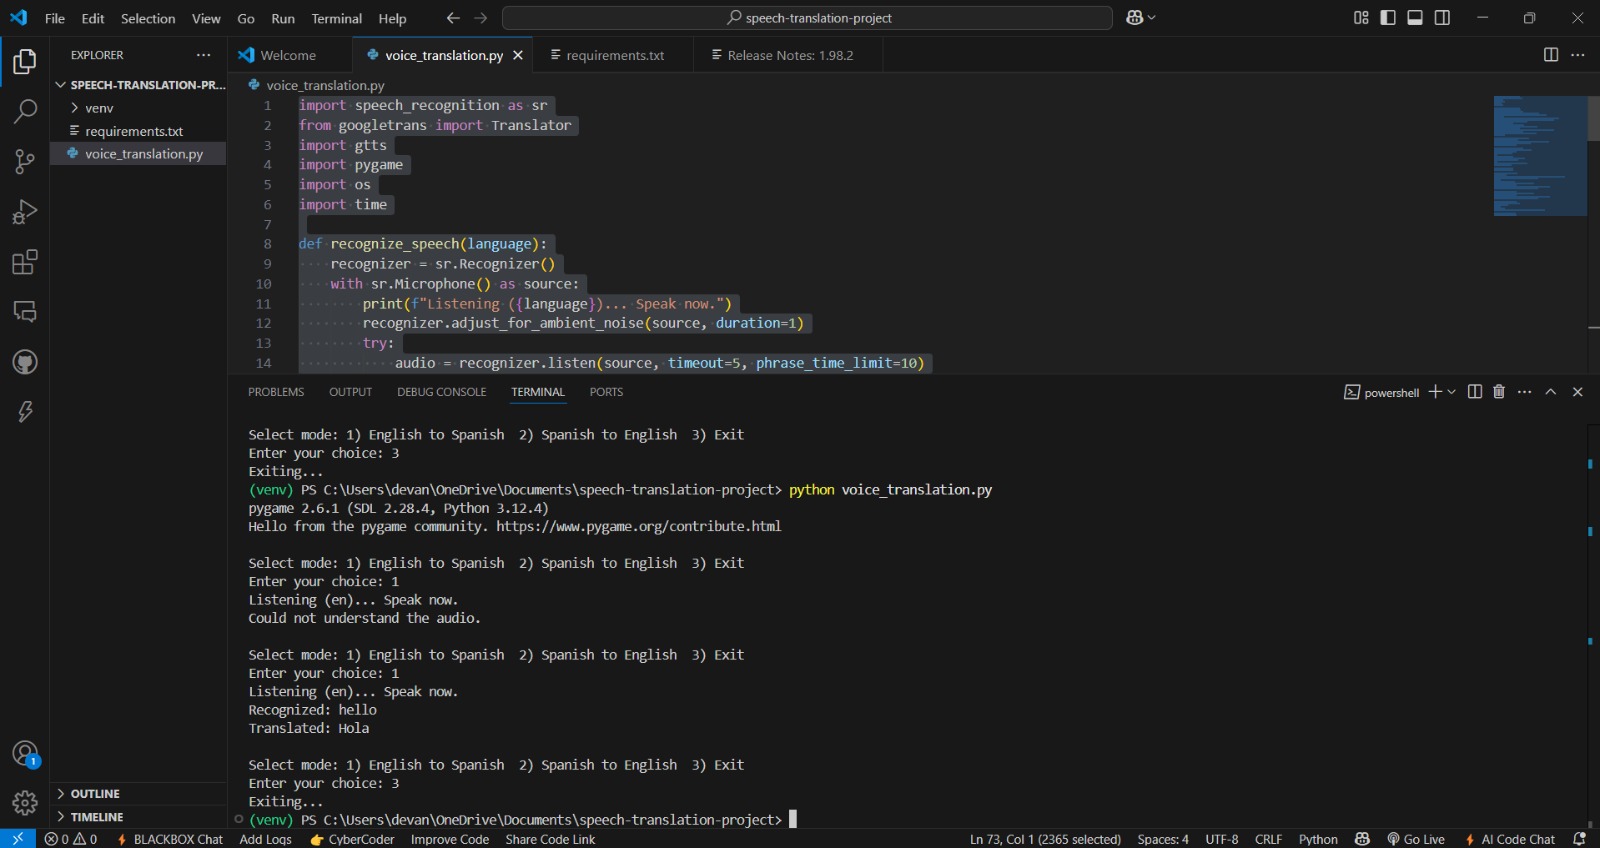 File Edit Selection View Go Run Terminal Help speech-translation-project
EXPLORER
SPEECH-TRANSLATION-PR...
venv
requirements.txt
voice_translation.py
OUTLINE
TIMELINE
Welcome voice_translation.py requirements.txt Release Notes: 1.98.2
voice_translation.py
1 import speech_recognition as sr
2 from googletrans import Translator
3 import gtts
4 import pygame
5 import os
6 import time
7
8 def recognize_speech(language):
9 recognizer = sr.Recognizer()
10 with sr.Microphone() as source:
11 print(f"Listening ({language})... Speak now.")
12 recognizer.adjust_for_ambient_noise(source, duration=1)
13 try:
14 audio = recognizer.listen(source, timeout=5, phrase_time_limit=10)
PROBLEMS OUTPUT DEBUG CONSOLE TERMINAL PORTS powershell
Select mode: 1) English to Spanish 2) Spanish to English 3) Exit
Enter your choice: 3
Exiting...
(venv) PS C:\Users\devan\OneDrive\Documents\speech-translation-project> python voice_translation.py
pygame 2.6.1 (SDL 2.28.4, Python 3.12.4)
Hello from the pygame community. https://www.pygame.org/contribute.html
Select mode: 1) English to Spanish 2) Spanish to English 3) Exit
Enter your choice: 1
Listening (en)... Speak now.
Could not understand the audio.
Select mode: 1) English to Spanish 2) Spanish to English 3) Exit
Enter your choice: 1
Listening (en)... Speak now.
Recognized: hello
Translated: Hola
Select mode: 1) English to Spanish 2) Spanish to English 3) Exit
Enter your choice: 3
Exiting...
(venv) PS C:\Users\devan\OneDrive\Documents\speech-translation-project>
1
0 0 BLACKBOX Chat Add Logs CyberCoder Improve Code Share Code Link Ln 73, Col 1 (2365 selected) Spaces: 4 UTF-8 CRLF Python Go Live AI Code Chat